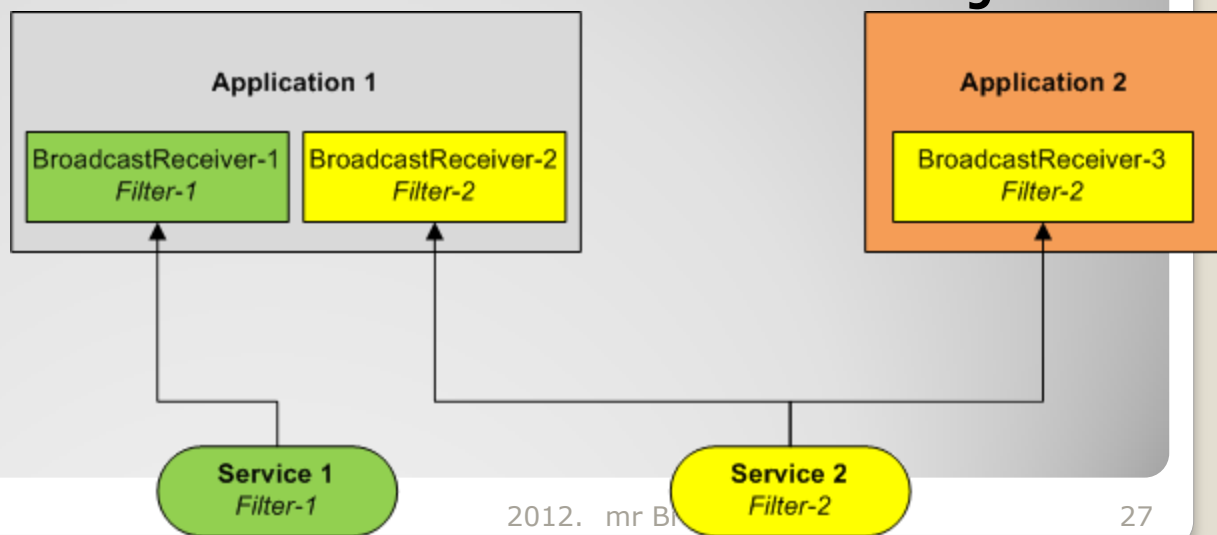 Application 1
BroadcastReceiver-1
Filter-1
BroadcastReceiver-2
Filter-2
Application 2
BroadcastReceiver-3
Filter-2
Service 1
Filter-1
Service 2
Filter-2
2012. mr
27